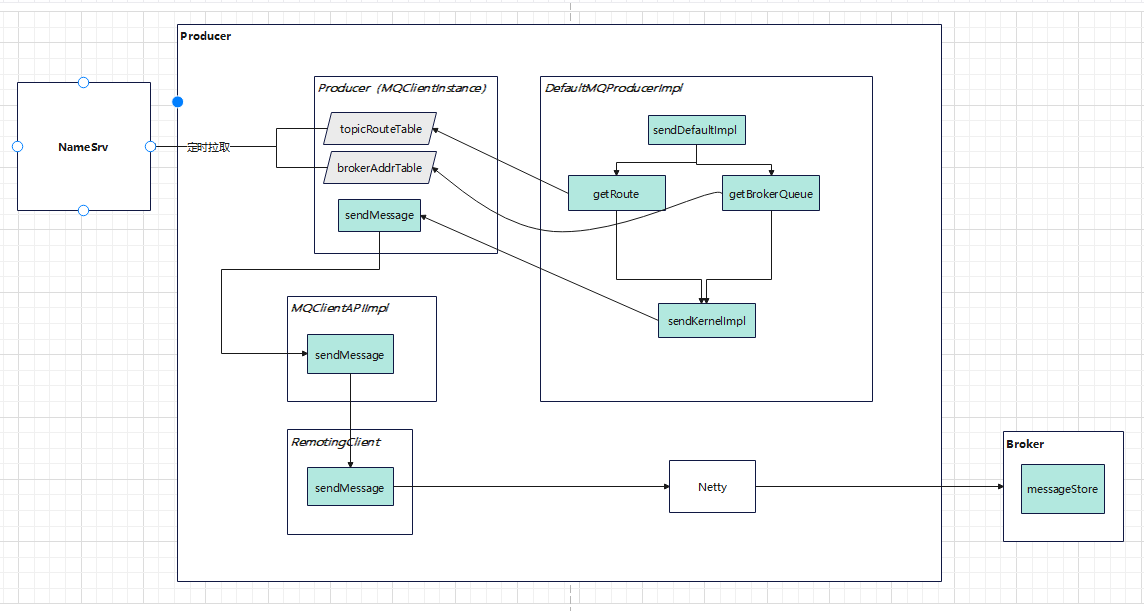 Producer
NameSrv
定时拉取
Producer（MQClientInstance）
topicRouteTable
brokerAddrTable
sendMessage
DefaultMQProducerImpl
sendDefaultImpl
getRoute
getBrokerQueue
sendKernelImpl
MQClientAPIImpl
sendMessage
RemotingClient
sendMessage
Netty
Broker
messageStore